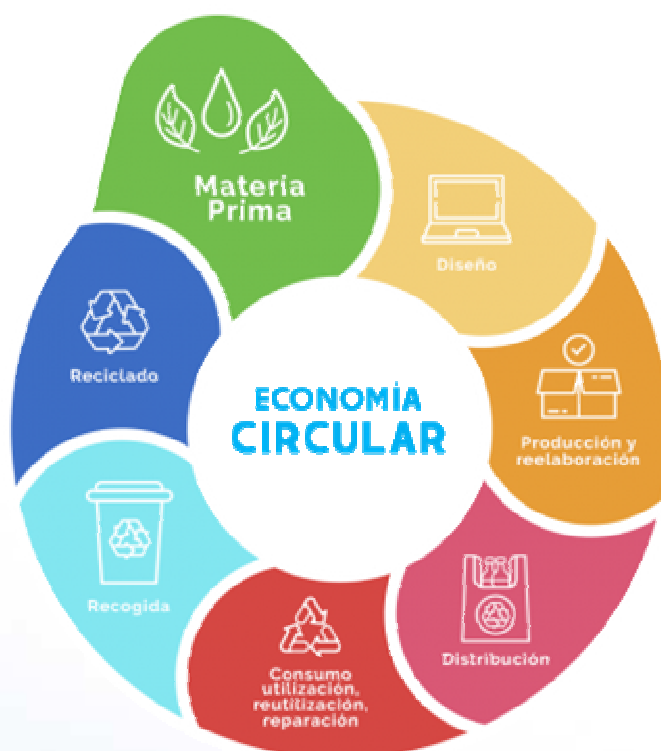 Materia
Prima
Diseño
Producción y
reelaboración
Distribución
Consumo
utilización,
reutilización,
reparación
Recogida
Reciclado
ECONOMÍA
CIRCULAR